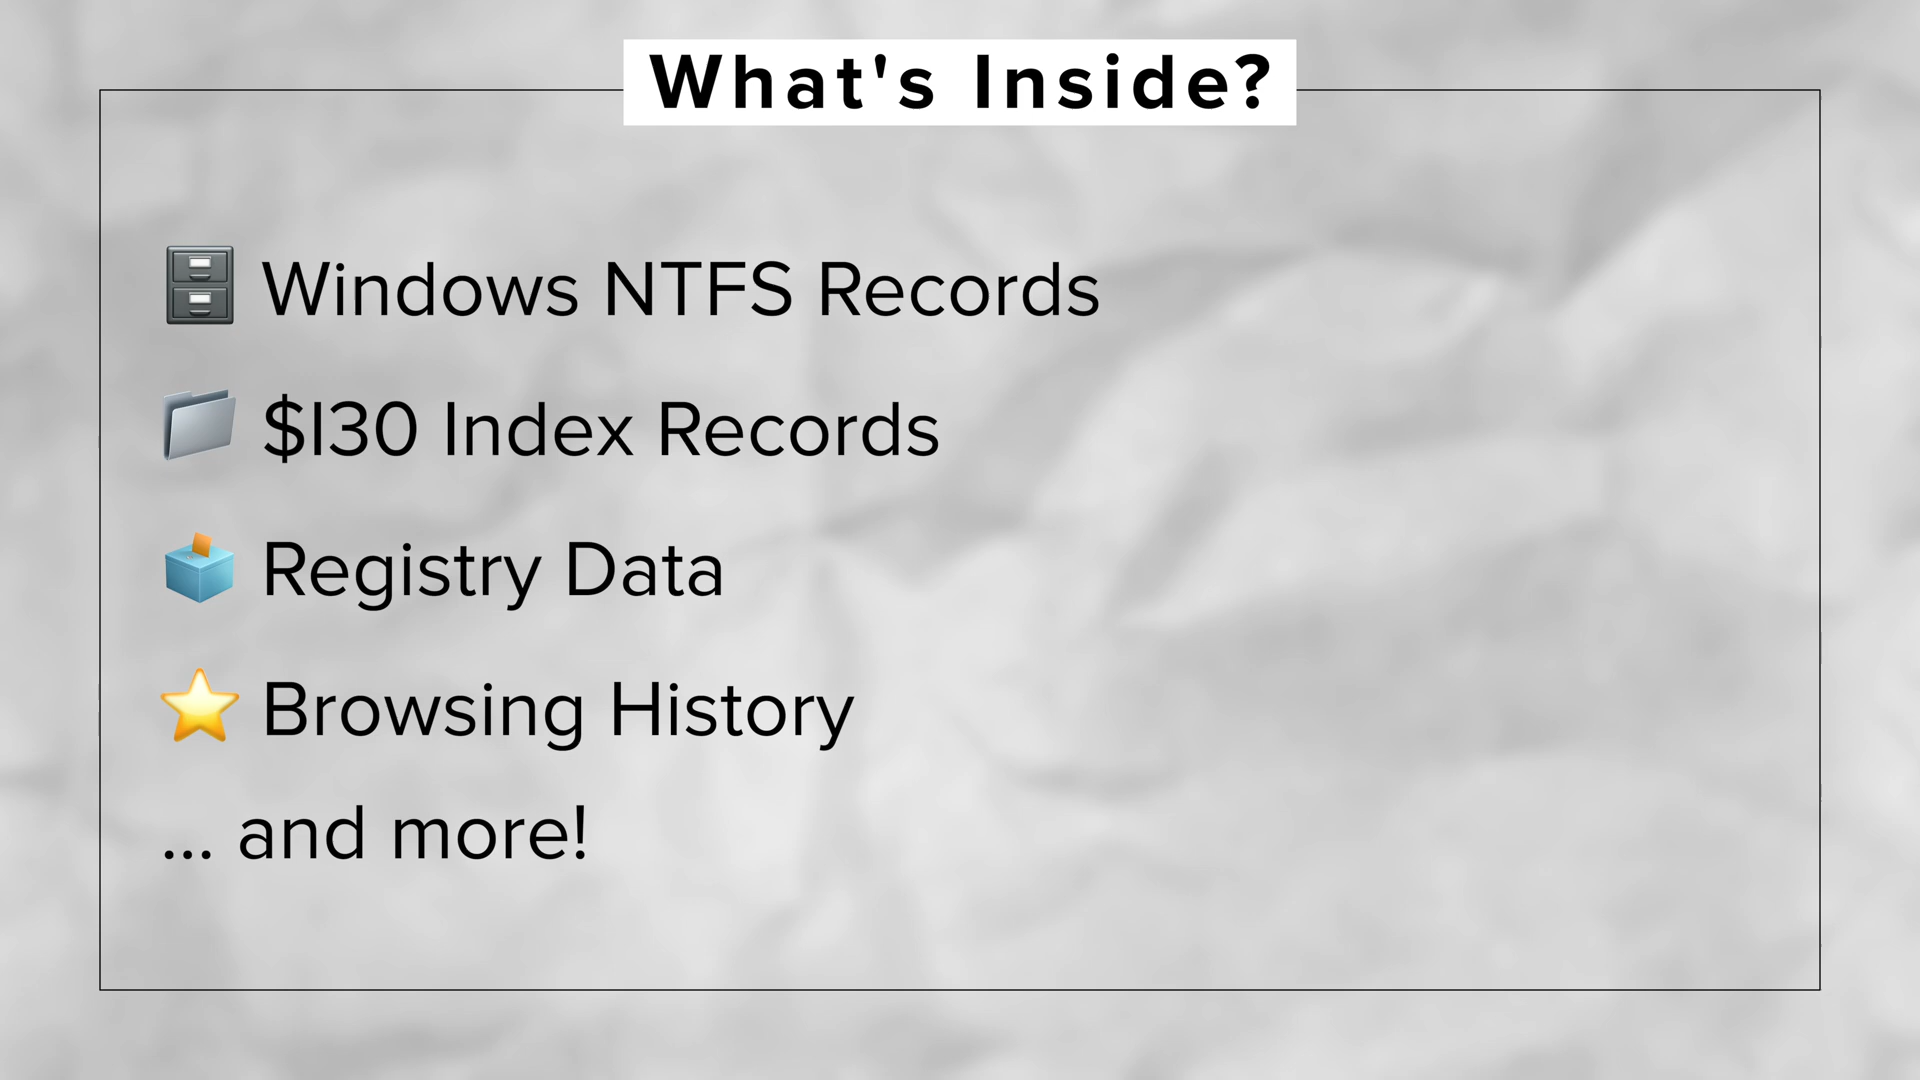 What's Inside?
Windows NTFS Records
$I30 Index Records
Registry Data
Browsing History
... and more!